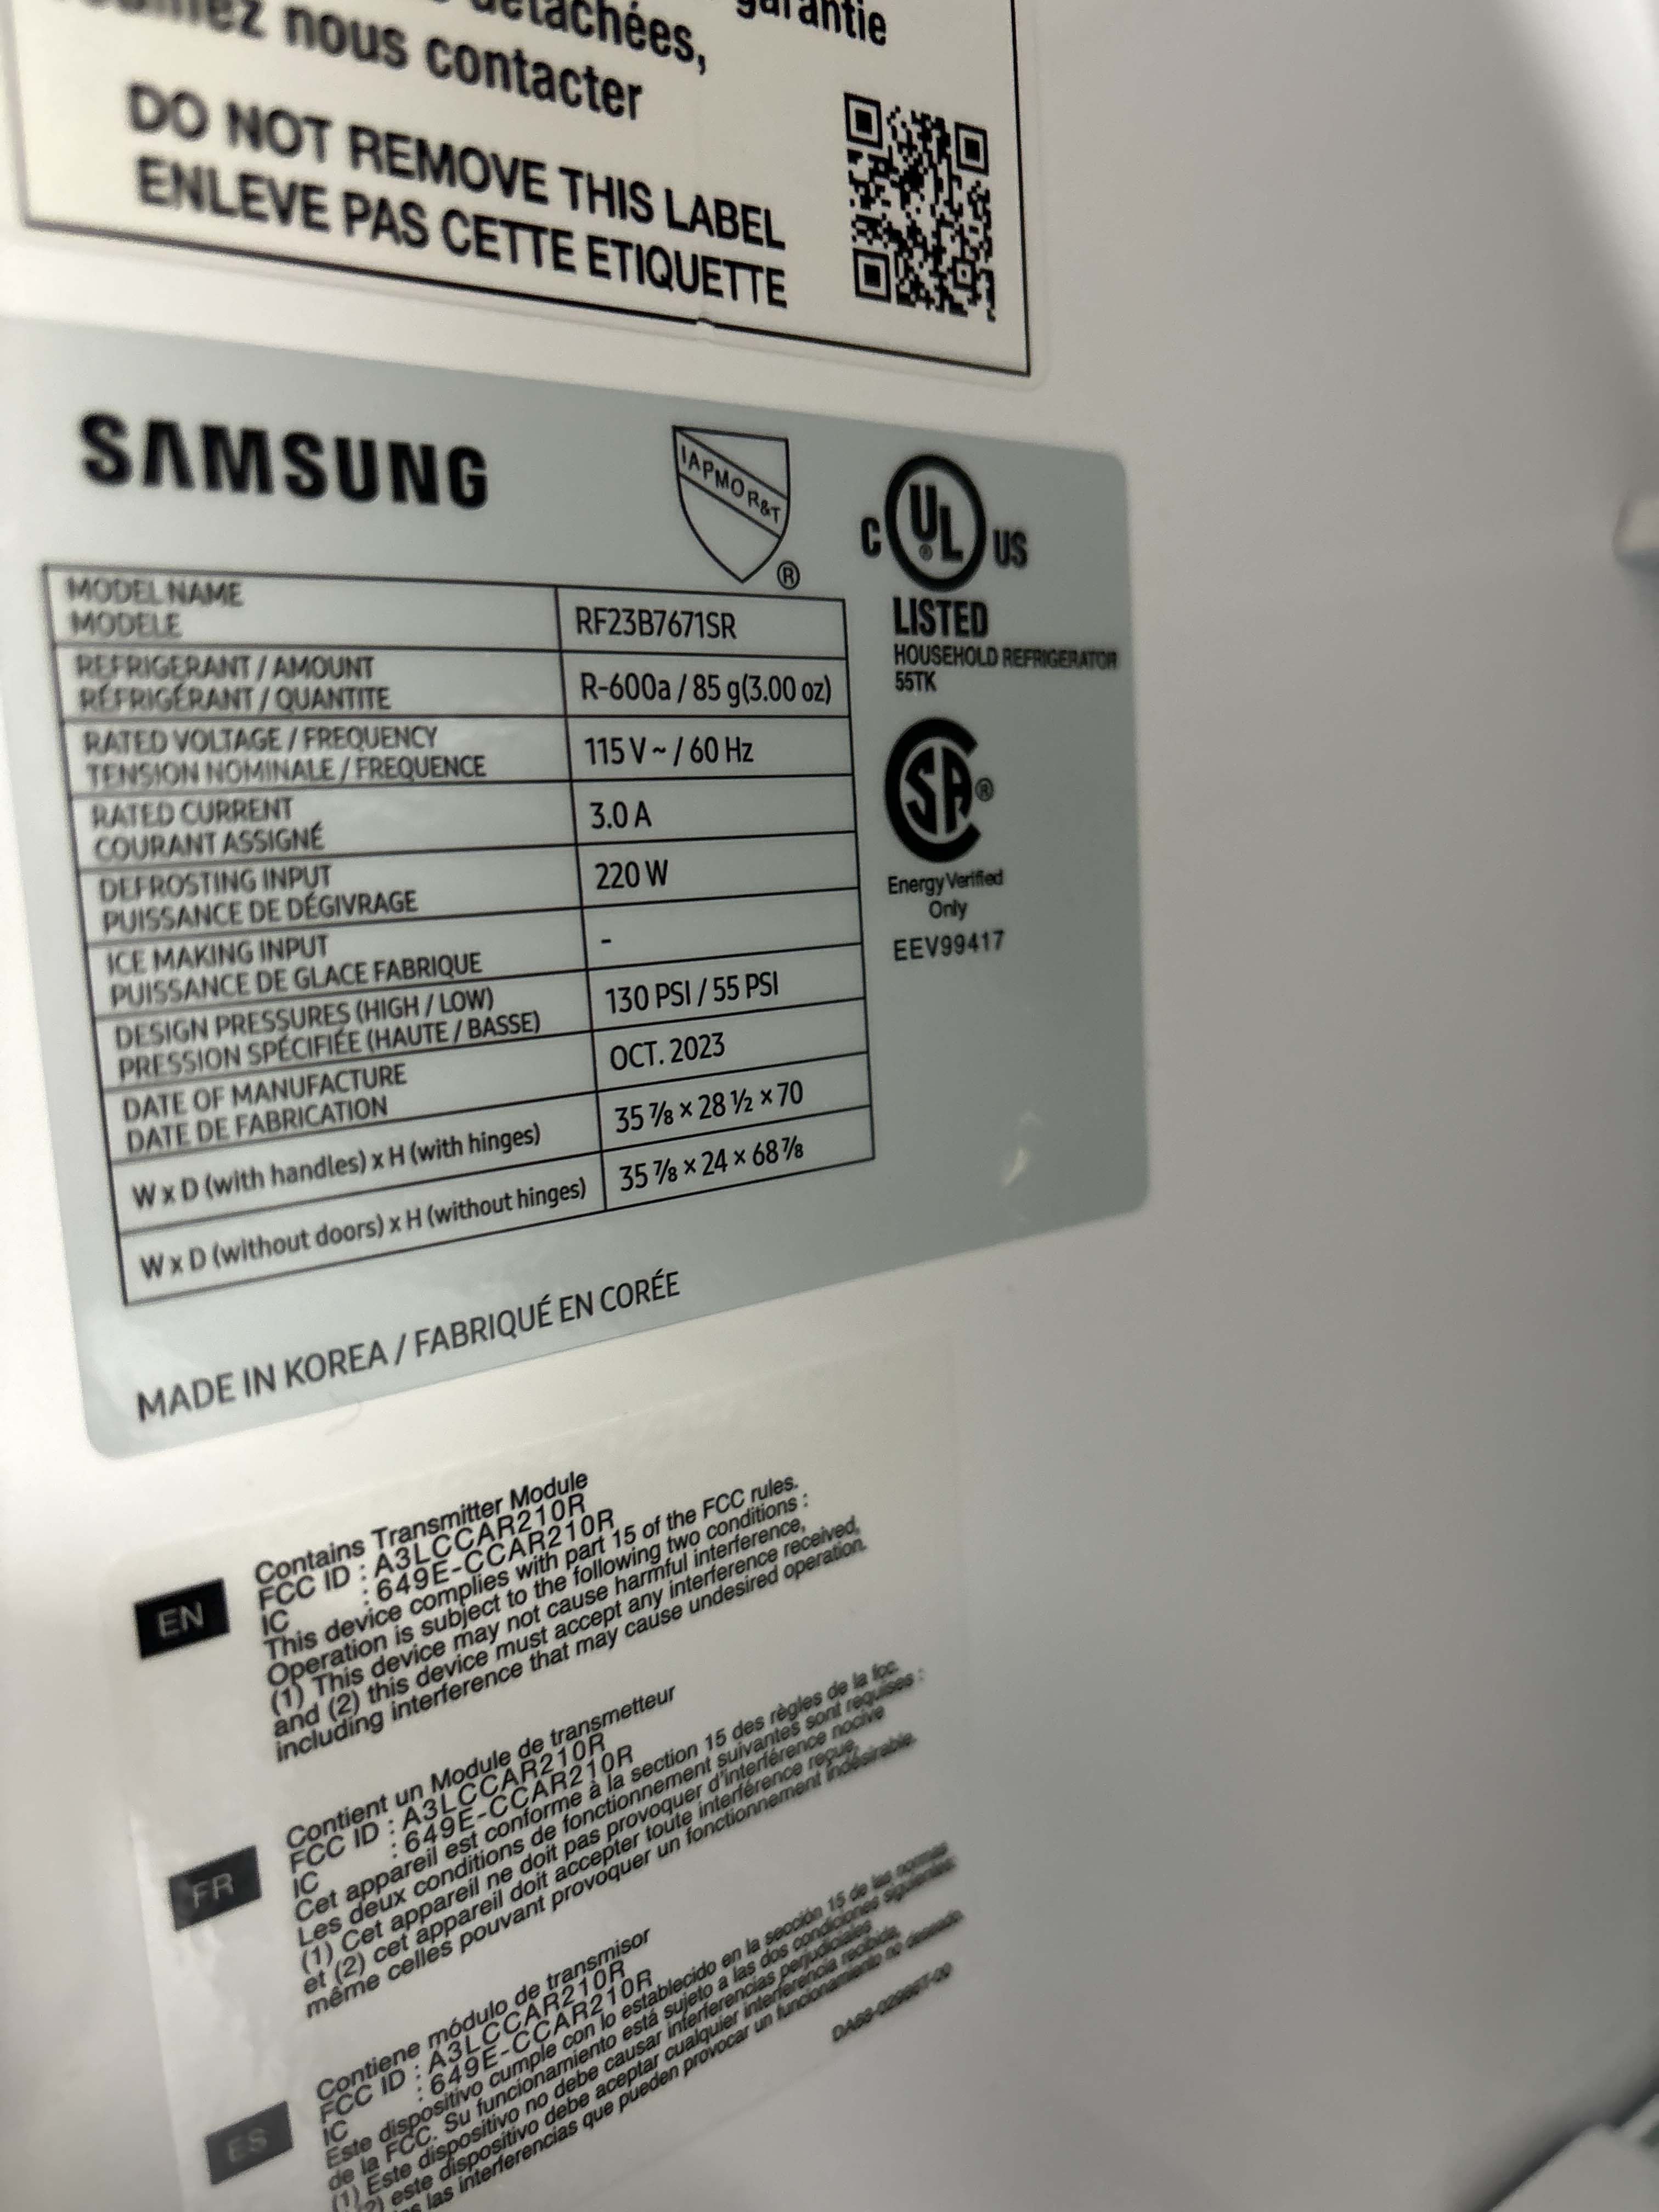 détachées,
garantie
nous contacter
DO NOT REMOVE THIS LABEL
ENLEVE PAS CETTE ETIQUETTE
SAMSUNG
IAPMO R&T
®
C UL US
®
LISTED
HOUSEHOLD REFRIGERATOR
55TK
SA
®
Energy Verified
Only
EEV99417
MODEL NAME
MODELE
RF23B7671SR
REFRIGERANT / AMOUNT
RÉFRIGÉRANT / QUANTITE
R-600a / 85 g(3.00 oz)
RATED VOLTAGE / FREQUENCY
TENSION NOMINALE / FREQUENCE
115 V ~ / 60 Hz
RATED CURRENT
COURANT ASSIGNÉ
3.0 A
DEFROSTING INPUT
PUISSANCE DE DÉGIVRAGE
220 W
ICE MAKING INPUT
PUISSANCE DE GLACE FABRIQUE
-
DESIGN PRESSURES (HIGH / LOW)
PRESSION SPÉCIFIÉE (HAUTE / BASSE)
130 PSI / 55 PSI
DATE OF MANUFACTURE
DATE DE FABRICATION
OCT. 2023
W x D (with handles) x H (with hinges)
35 ⅞ × 28 ½ × 70
W x D (without doors) x H (without hinges)
35 ⅞ × 24 × 68 ⅞
MADE IN KOREA / FABRIQUÉ EN CORÉE
EN
Contains Transmitter Module
FCC ID : A3LCCAR210R
IC : 649E-CCAR210R
This device complies with part 15 of the FCC rules.
Operation is subject to the following two conditions :
(1) This device may not cause harmful interference,
and (2) this device must accept any interference received,
including interference that may cause undesired operation.
FR
Contient un Module de transmetteur
FCC ID : A3LCCAR210R
IC : 649E-CCAR210R
Cet appareil est conforme à la section 15 des règles de la fcc.
Les deux conditions de fonctionnement suivantes sont requises :
(1) Cet appareil ne doit pas provoquer d'interférence nocive
et (2) cet appareil doit accepter toute interférence reçue,
même celles pouvant provoquer un fonctionnement indésirable.
ES
Contiene módulo de transmisor
FCC ID : A3LCCAR210R
IC : 649E-CCAR210R
Este dispositivo cumple con lo establecido en la sección 15 de las normas
de la FCC. Su funcionamiento está sujeto a las dos condiciones siguientes:
(1) Este dispositivo no debe causar interferencias perjudiciales
(2) este dispositivo debe aceptar cualquier interferencia recibida,
las interferencias que pueden provocar un funcionamiento no deseado.